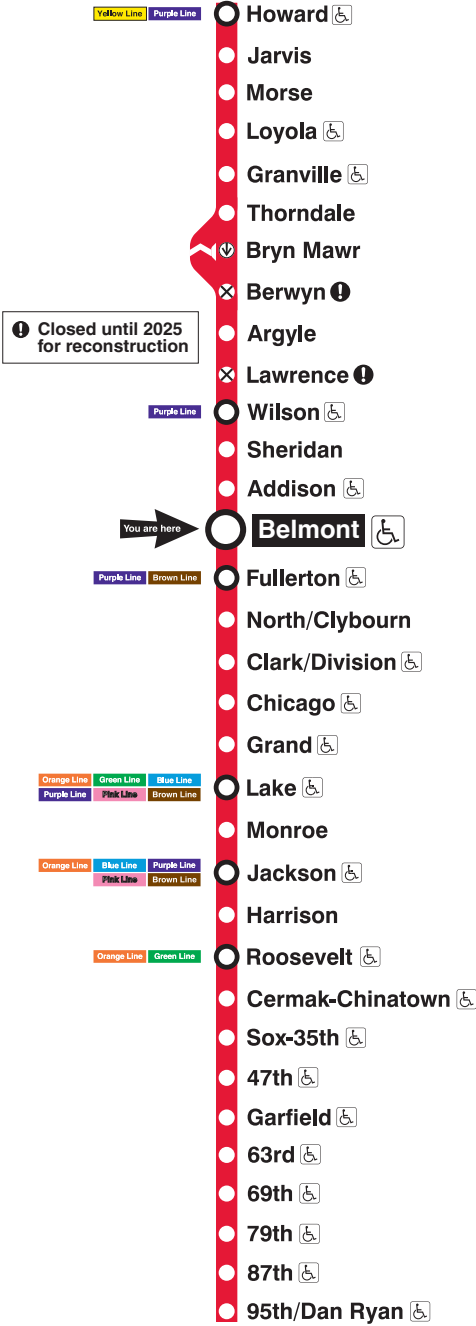 Yellow Line Purple Line Howard
Jarvis
Morse
Loyola
Granville
Thorndale
Bryn Mawr
Berwyn !
! Closed until 2025
for reconstruction
Argyle
Lawrence !
Purple Line Wilson
Sheridan
Addison
You are here Belmont
Purple Line Brown Line Fullerton
North/Clybourn
Clark/Division
Chicago
Grand
Orange Line Green Line Blue Line
Purple Line Pink Line Brown Line
Lake
Monroe
Orange Line Blue Line Purple Line
Pink Line Brown Line
Jackson
Harrison
Orange Line Green Line Roosevelt
Cermak-Chinatown
Sox-35th
47th
Garfield
63rd
69th
79th
87th
95th/Dan Ryan